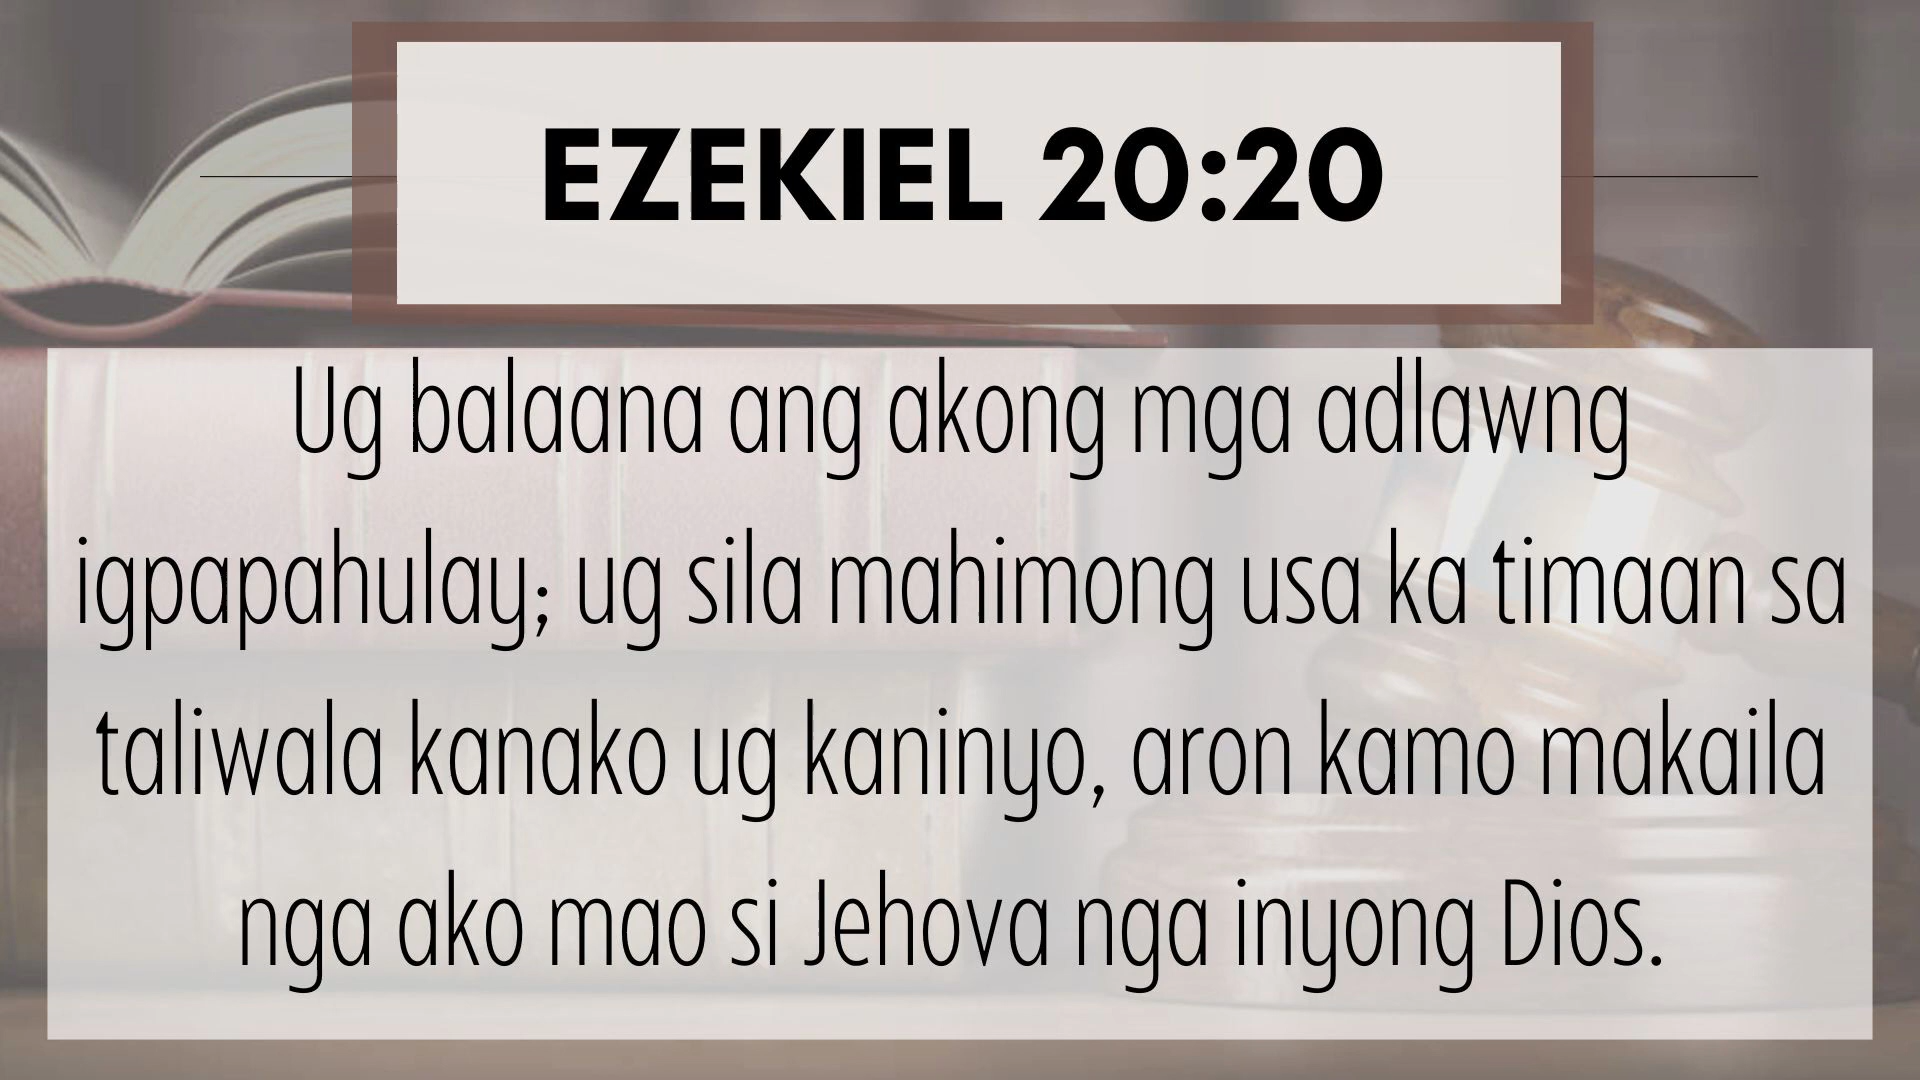 EZEKIEL 20:20
Ug balaana ang akong mga adlawng
igpapahulay; ug sila mahimong usa ka timaan sa
taliwala kanako ug kaninyo, aron kamo makaila
nga ako mao si Jehova nga inyong Dios.